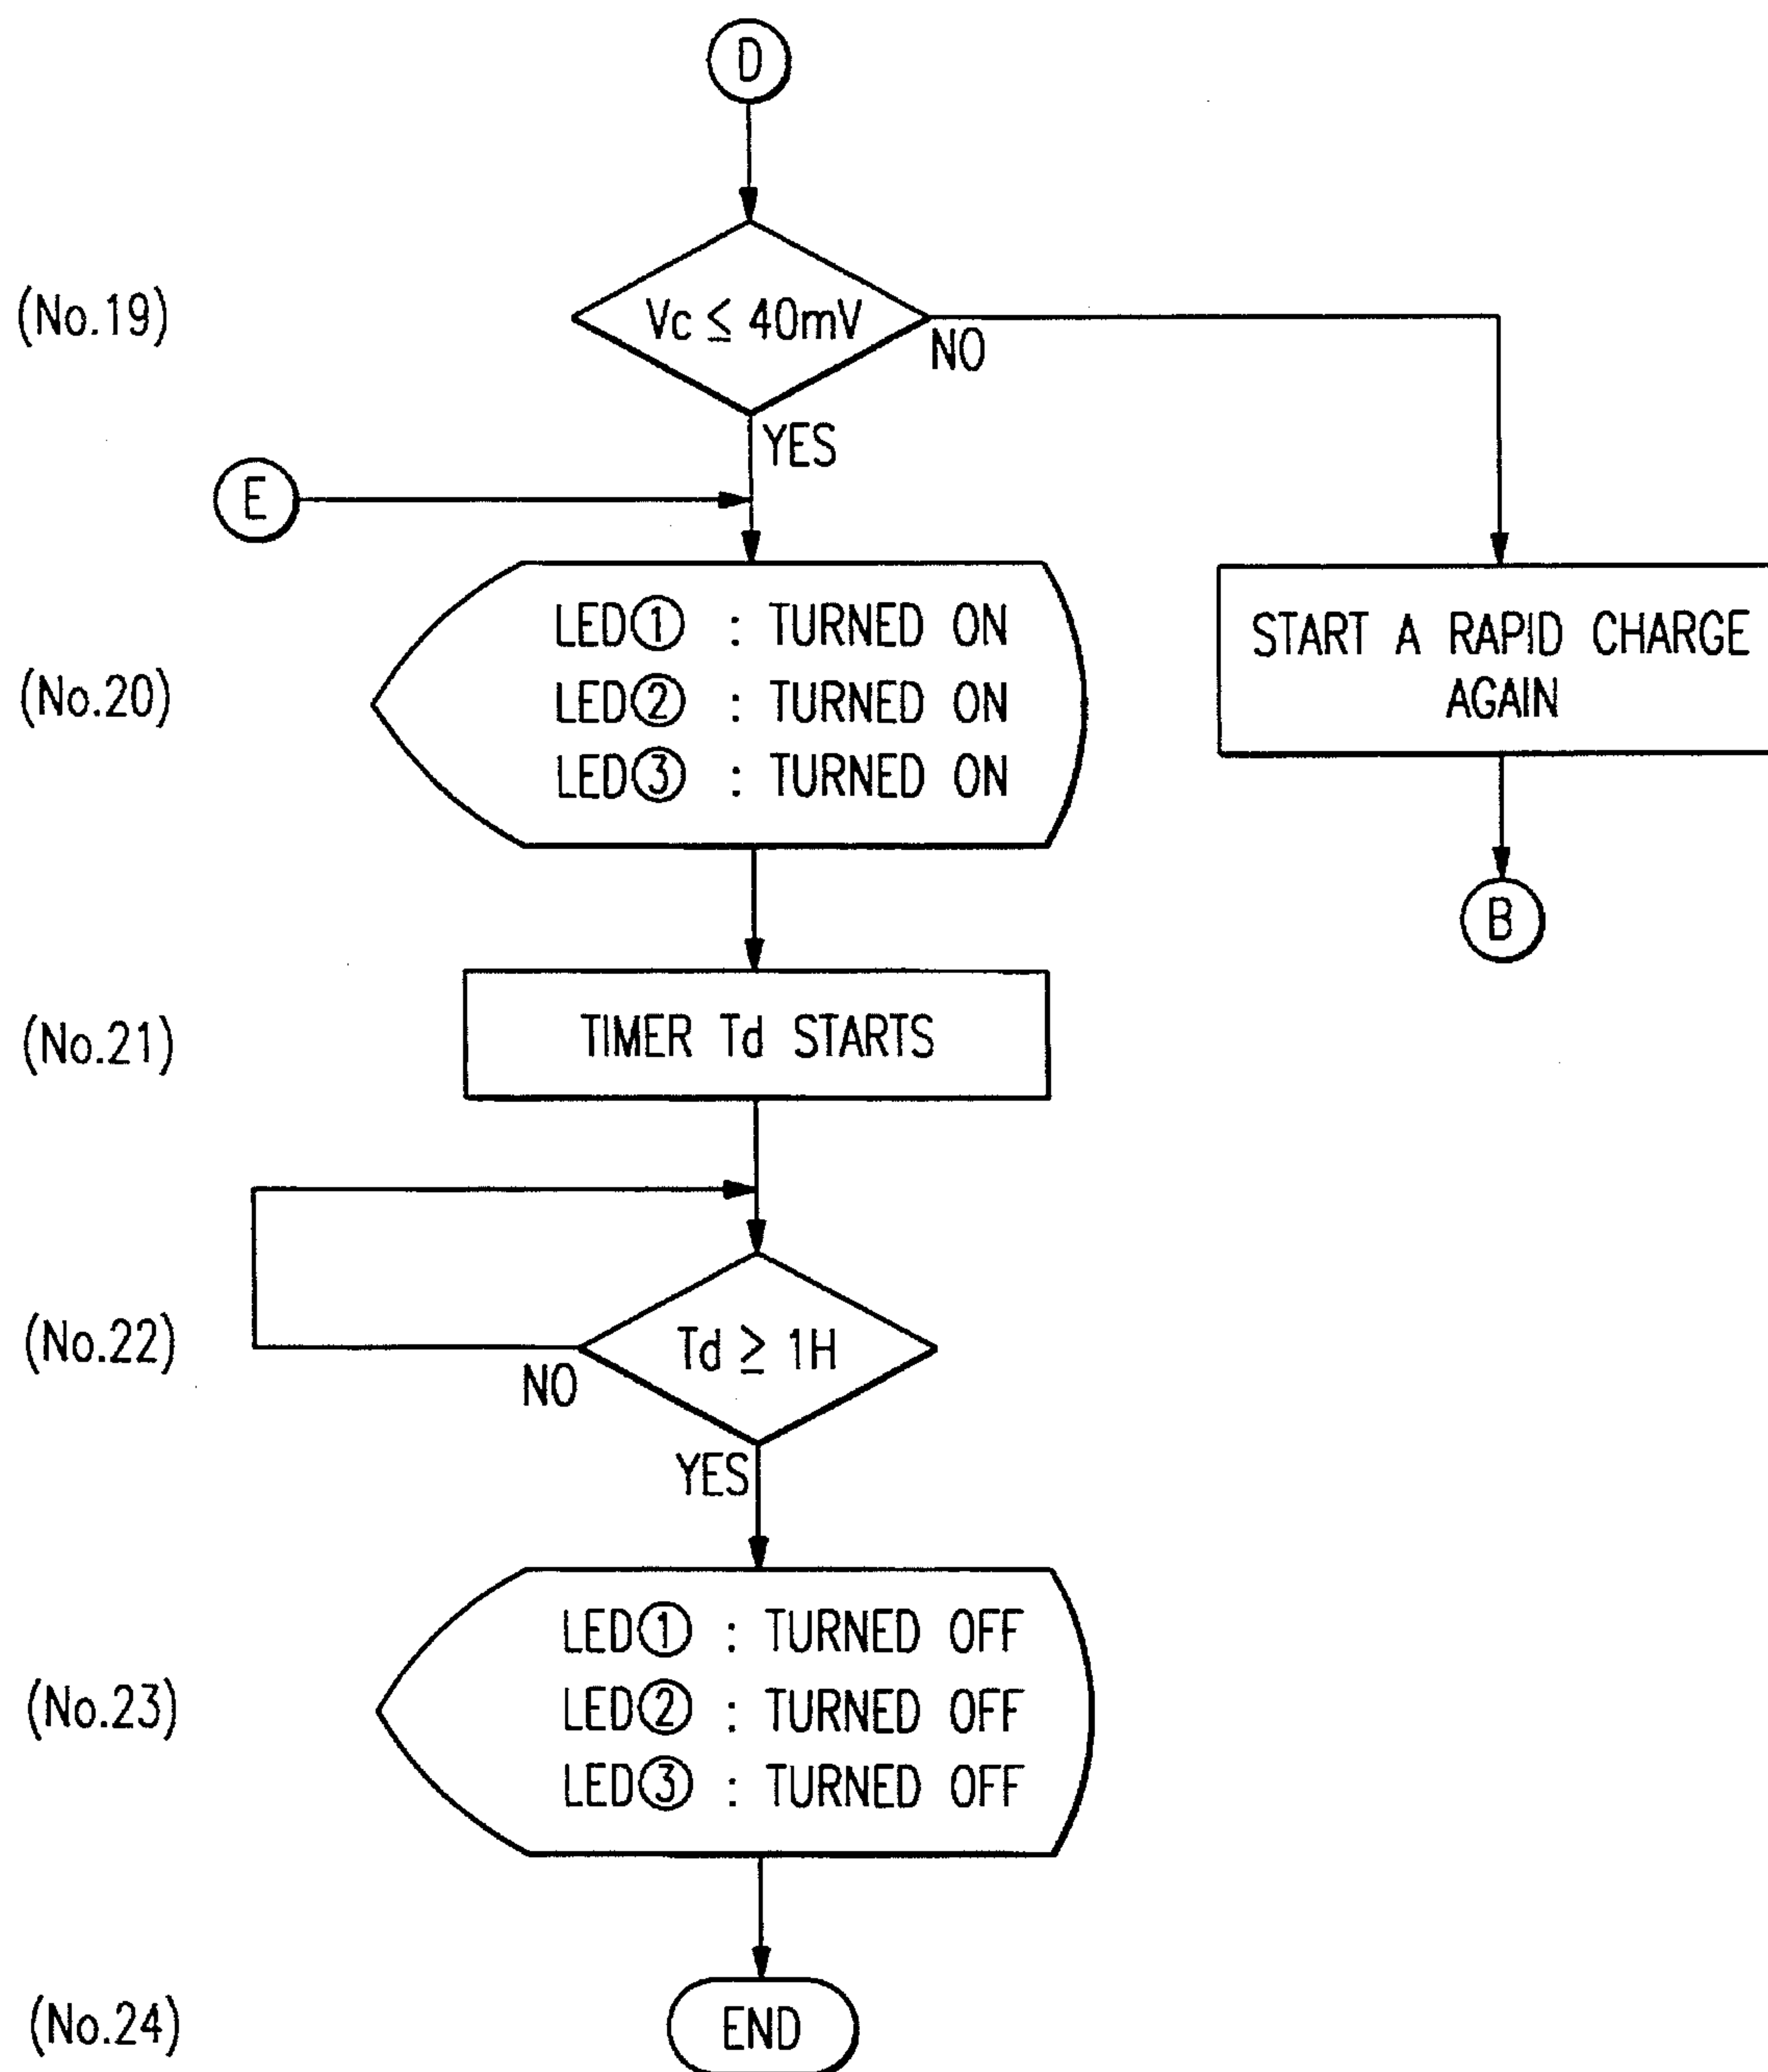 D
(No.19)
Vc ≤ 40mV
NO
YES
E
(No.20)
LED① : TURNED ON
LED② : TURNED ON
LED③ : TURNED ON
START A RAPID CHARGE
AGAIN
B
(No.21)
TIMER Td STARTS
(No.22)
Td ≥ 1H
NO
YES
(No.23)
LED① : TURNED OFF
LED② : TURNED OFF
LED③ : TURNED OFF
(No.24)
END